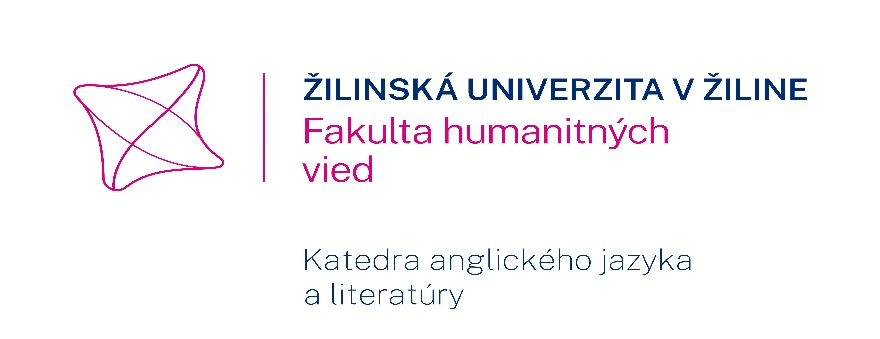 ŽILINSKÁ UNIVERZITA V ŽILINE
Fakulta humanitných
vied
Katedra anglického jazyka
a literatúry